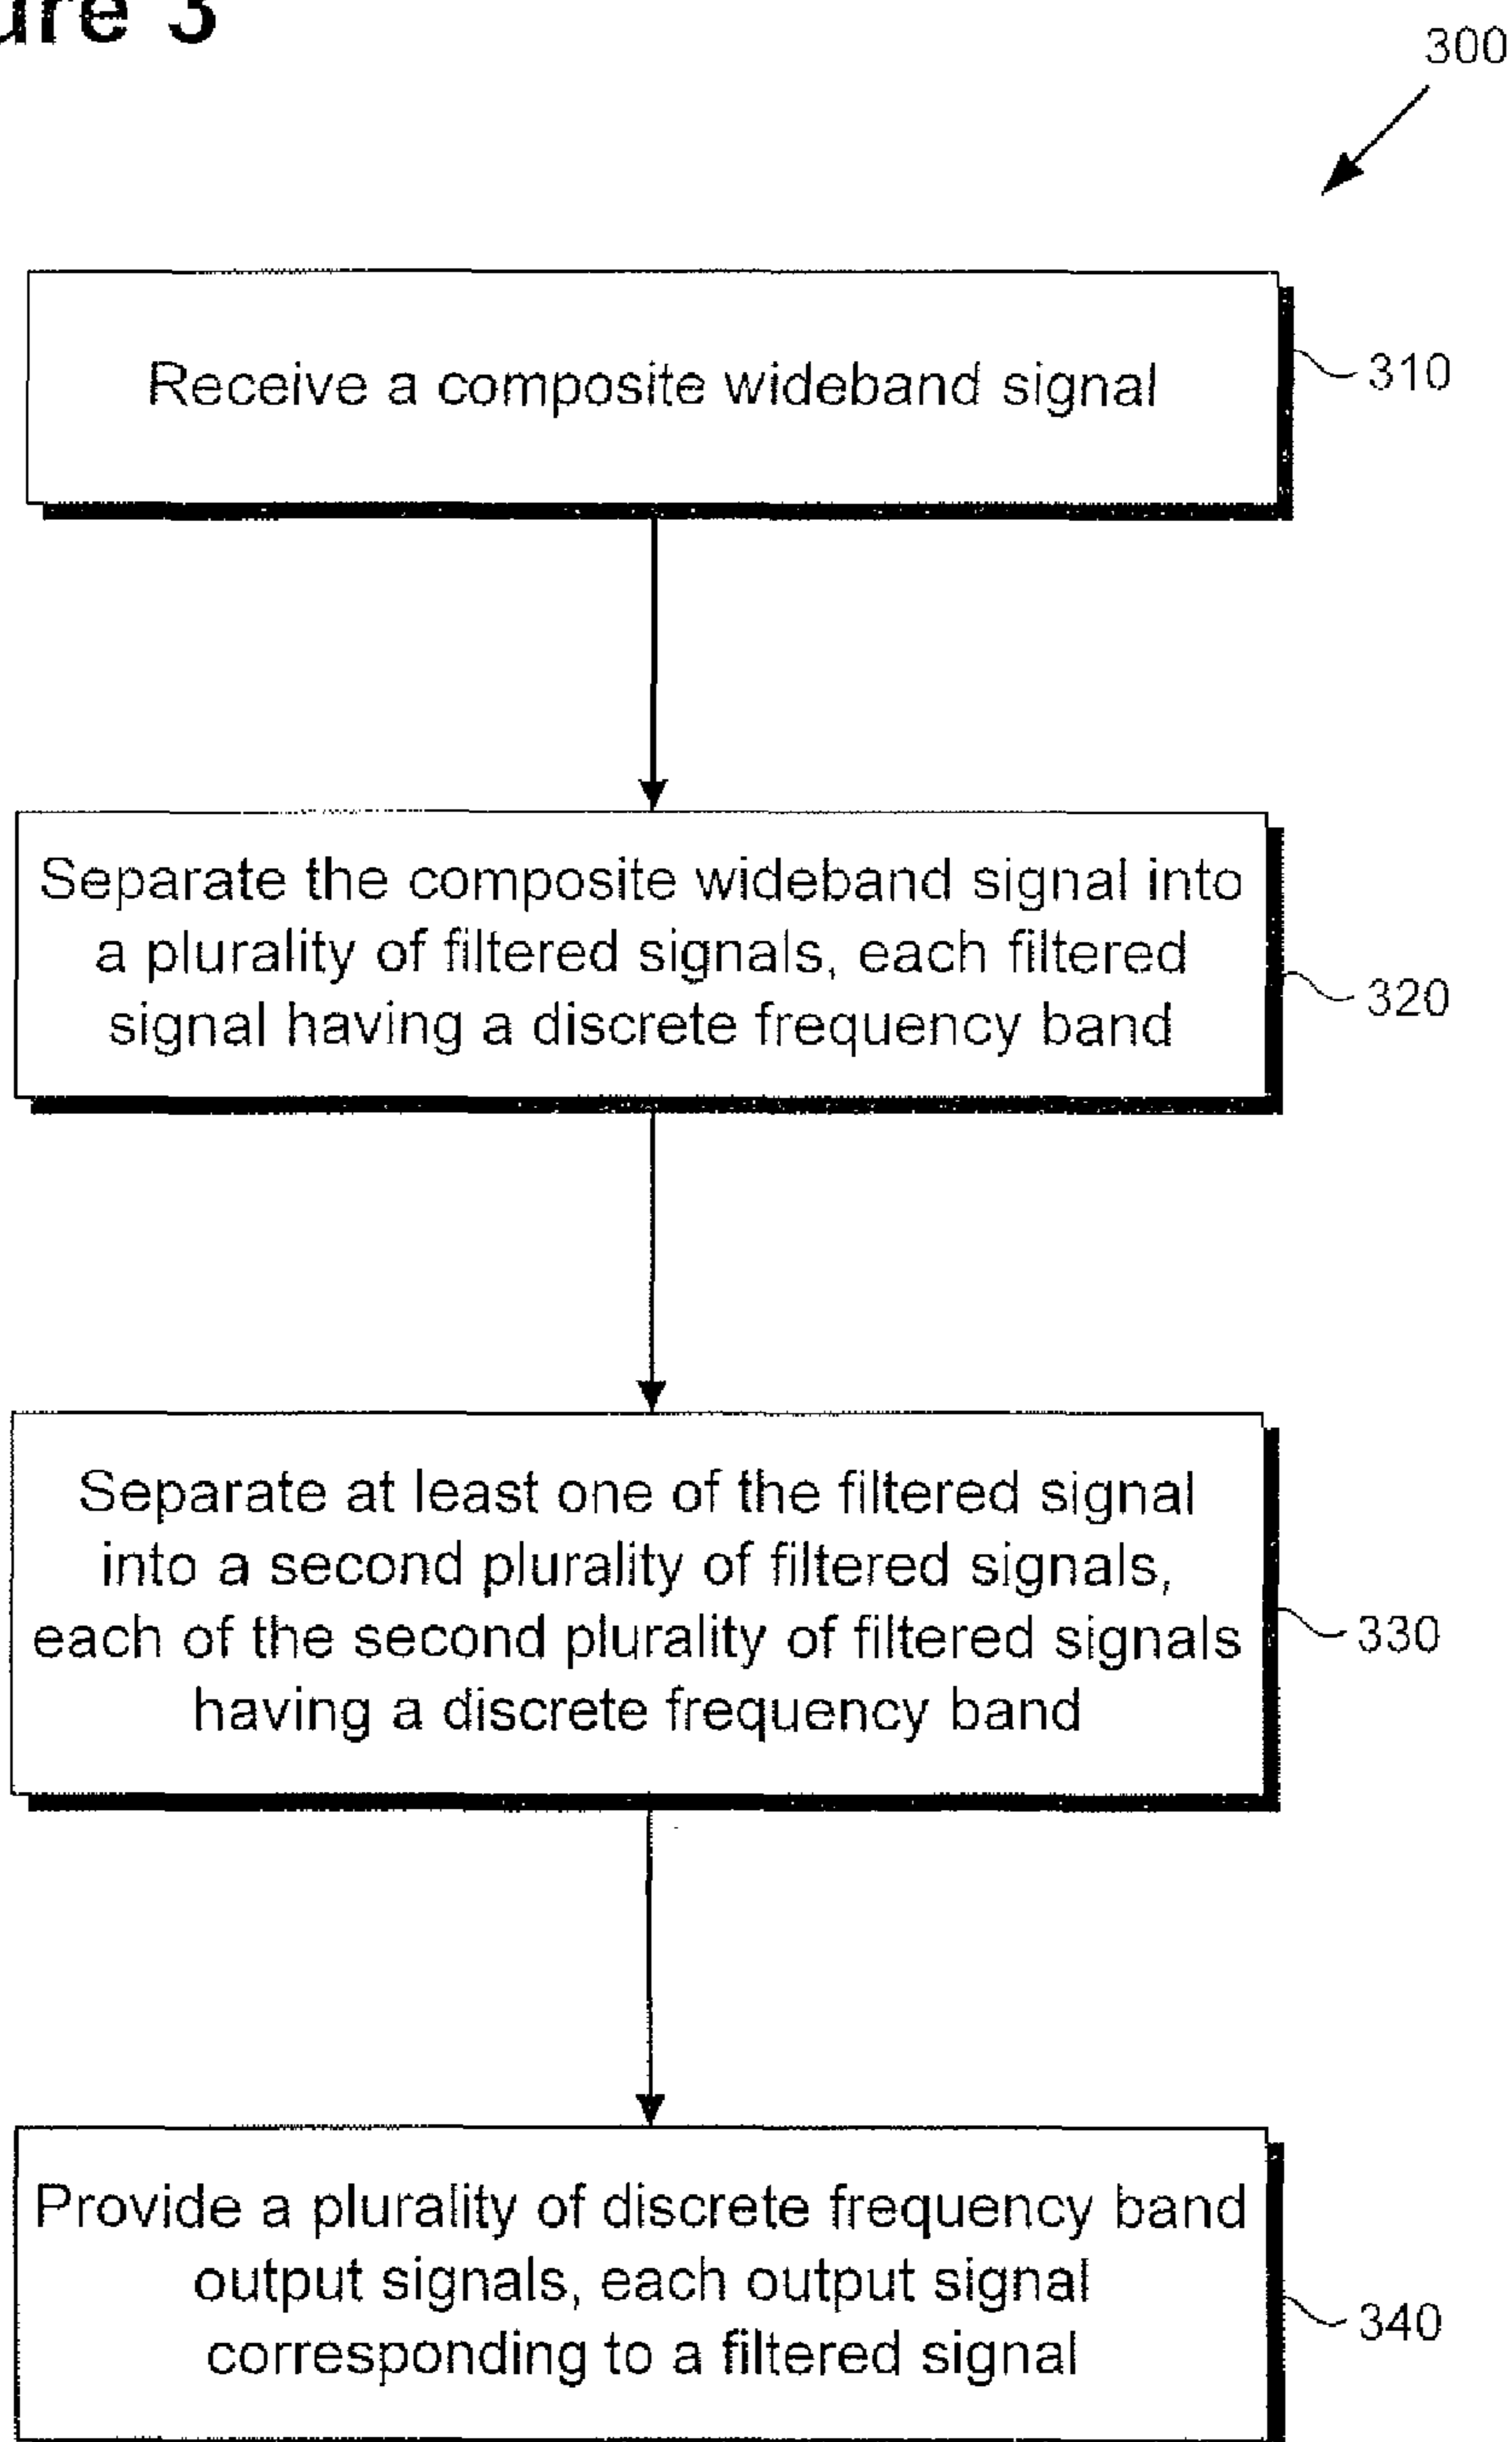 ure 3
300
Receive a composite wideband signal
310
Separate the composite wideband signal into
a plurality of filtered signals, each filtered
signal having a discrete frequency band
320
Separate at least one of the filtered signal
into a second plurality of filtered signals,
each of the second plurality of filtered signals
having a discrete frequency band
330
Provide a plurality of discrete frequency band
output signals, each output signal
corresponding to a filtered signal
340